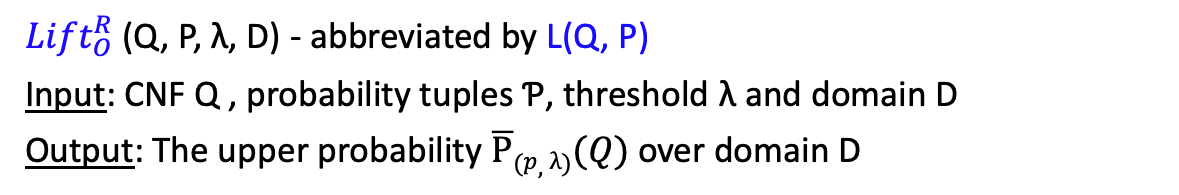 Lift_O^R (Q, P, λ, D) - abbreviated by L(Q, P)
Input: CNF Q , probability tuples Ƥ, threshold λ and domain D
Output: The upper probability P̅_(p, λ)(Q) over domain D